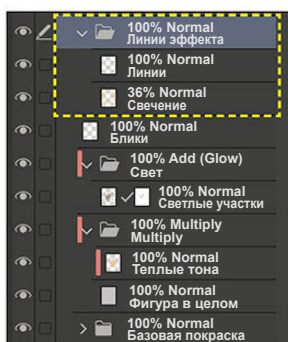 100% Normal
Линии эффекта
100% Normal
Линии
36% Normal
Свечение
100% Normal
Блики
100% Add (Glow)
Свет
100% Normal
Светлые участки
100% Multiply
Multiply
100% Normal
Теплые тона
100% Normal
Фигура в целом
100% Normal
Базовая покраска